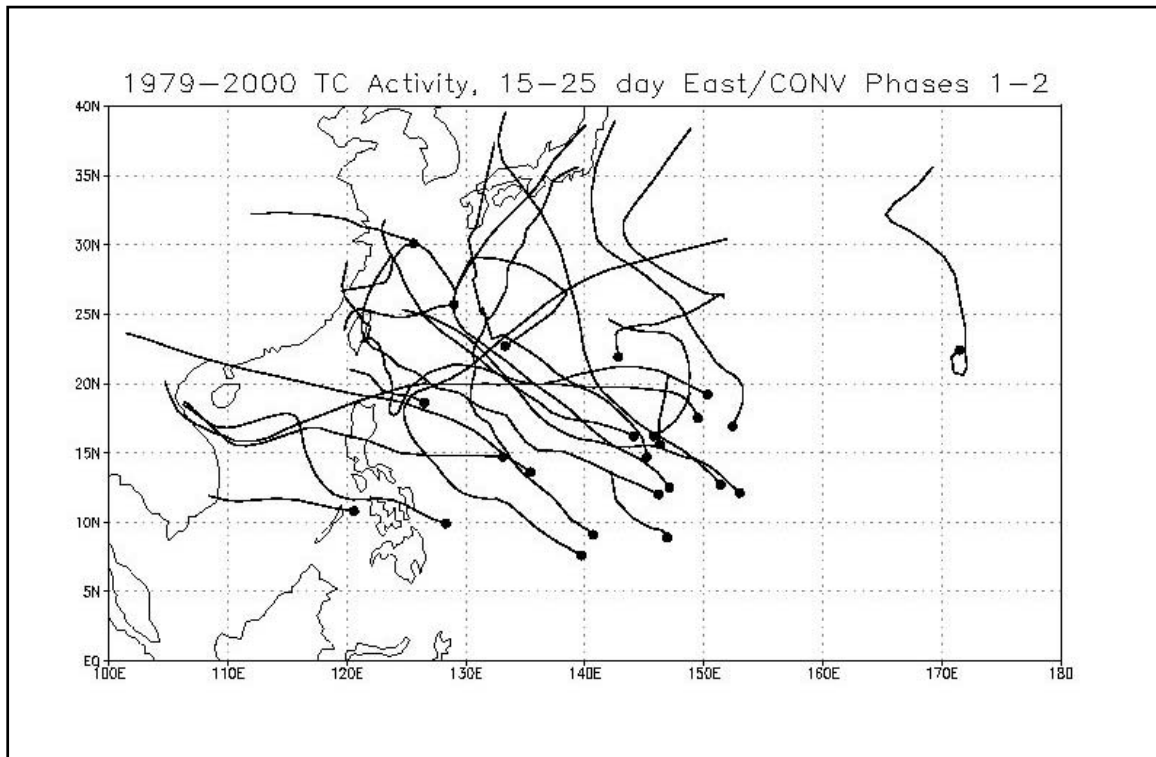 1979-2000 TC Activity, 15-25 day East/CONV Phases 1-2
40N
35N
30N
25N
20N
15N
10N
5N
EQ
100E 110E 120E 130E 140E 150E 160E 170E 180